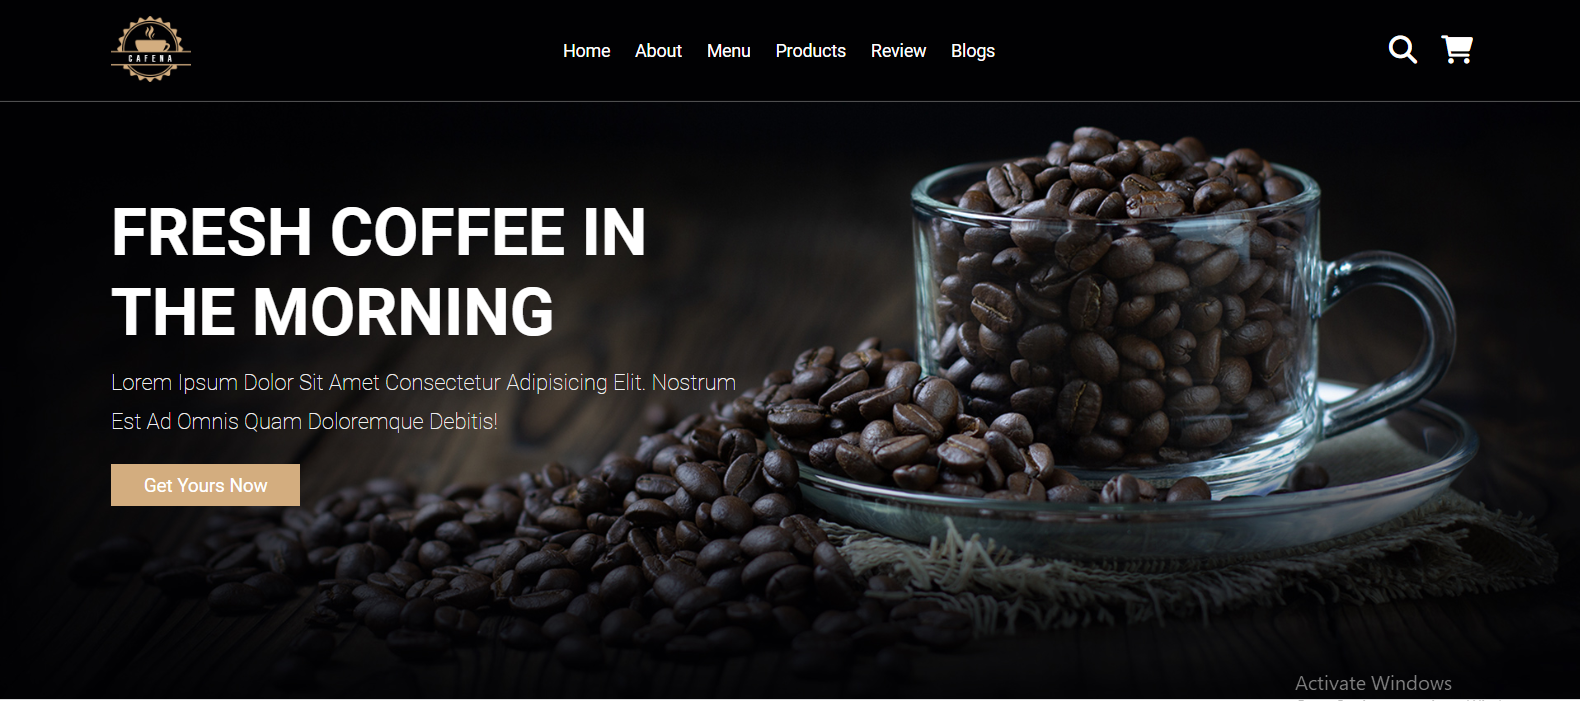 CAFENA
Home About Menu Products Review Blogs
FRESH COFFEE IN
THE MORNING
Lorem Ipsum Dolor Sit Amet Consectetur Adipisicing Elit. Nostrum
Est Ad Omnis Quam Doloremque Debitis!
Get Yours Now
Activate Windows